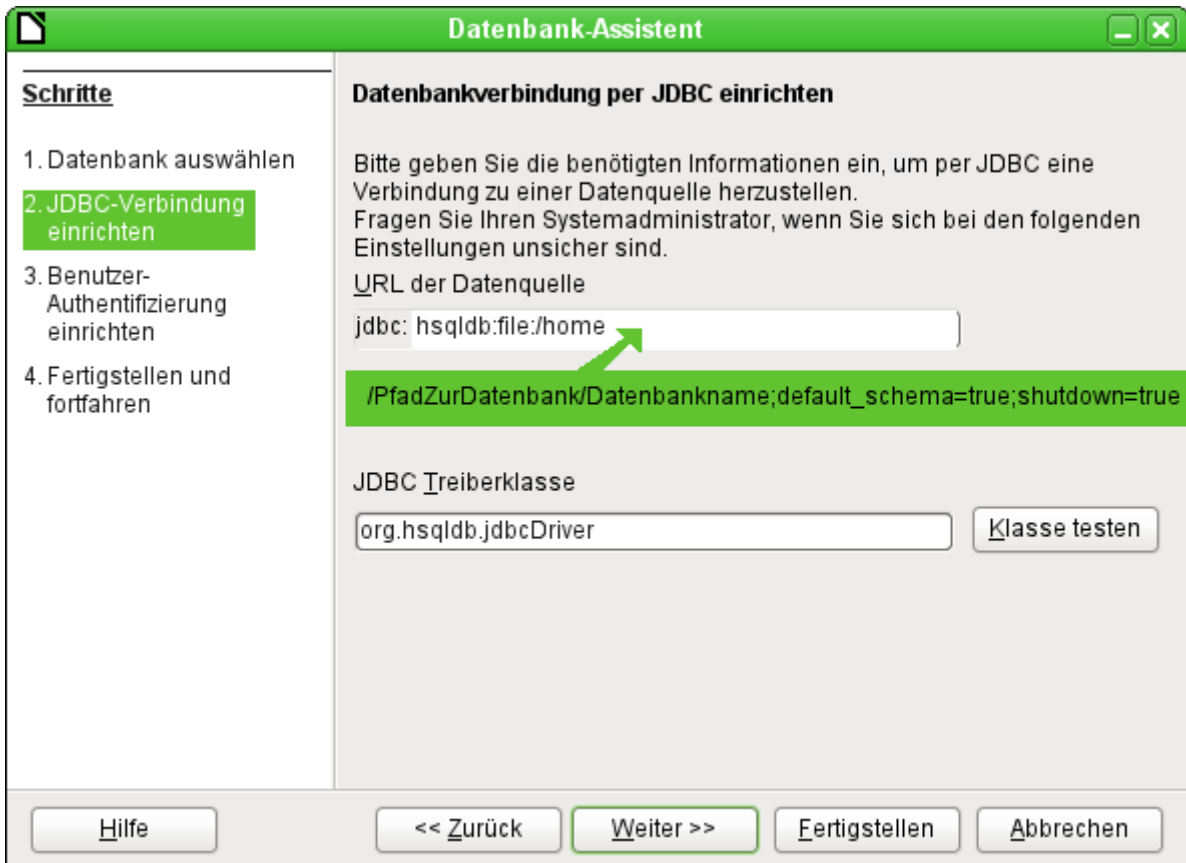 Datenbank-Assistent
Schritte
1. Datenbank auswählen
2. JDBC-Verbindung
einrichten
3. Benutzer-
Authentifizierung
einrichten
4. Fertigstellen und
fortfahren
Datenbankverbindung per JDBC einrichten
Bitte geben Sie die benötigten Informationen ein, um per JDBC eine
Verbindung zu einer Datenquelle herzustellen.
Fragen Sie Ihren Systemadministrator, wenn Sie sich bei den folgenden
Einstellungen unsicher sind.
URL der Datenquelle
jdbc: hsqldb:file:/home
/PfadZurDatenbank/Datenbankname;default_schema=true;shutdown=true
JDBC Treiberklasse
org.hsqldb.jdbcDriver
Klasse testen
Hilfe
<< Zurück
Weiter >>
Fertigstellen
Abbrechen